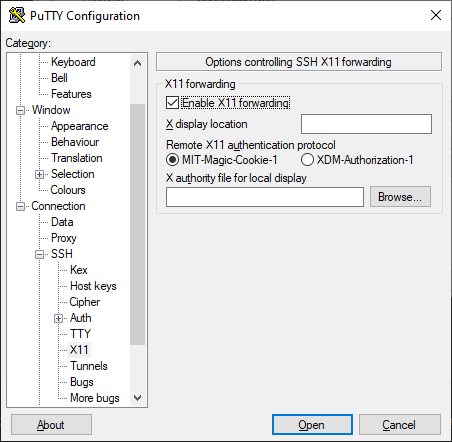 PuTTY Configuration
Category:
Keyboard
Bell
Features
Window
Appearance
Behaviour
Translation
Selection
Colours
Connection
Data
Proxy
SSH
Kex
Host keys
Cipher
Auth
TTY
X11
Tunnels
Bugs
More bugs
Options controlling SSH X11 forwarding
X11 forwarding
Enable X11 forwarding
X display location
Remote X11 authentication protocol
MIT-Magic-Cookie-1 XDM-Authorization-1
X authority file for local display
Browse...
About Open Cancel